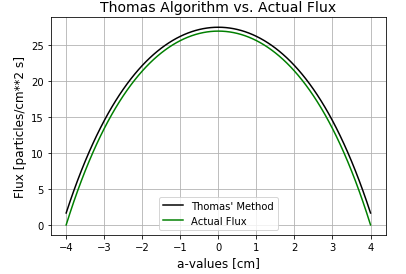 Thomas Algorithm vs. Actual Flux
Flux [particles/cm**2 s]
25
20
15
10
5
0
Thomas' Method
Actual Flux
−4 −3 −2 −1 0 1 2 3 4
a-values [cm]